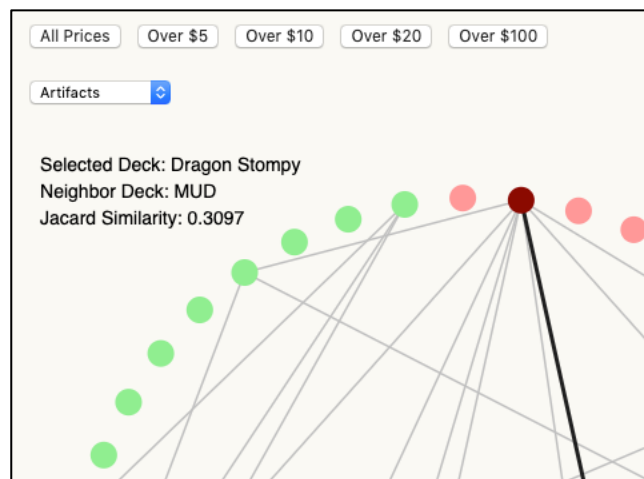 All Prices Over $5 Over $10 Over $20 Over $100
Artifacts
Selected Deck: Dragon Stompy
Neighbor Deck: MUD
Jacard Similarity: 0.3097